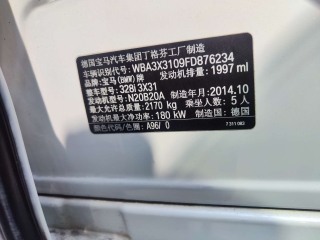 德国宝马汽车集团丁格芬工厂制造
车辆识别代号: WBA3X3109FD876234
品牌: 宝马(BMW)牌 发动机排量: 1997 ml
整车型号: 328i 3X31
发动机型号: N20B20A 制造年月: 2014.10
最大允许总质量: 2170 kg 乘坐人数: 5 人
发动机最大净功率: 180 kW 制造国: 德国
颜色/色圈: A96/ 0
7 311 083